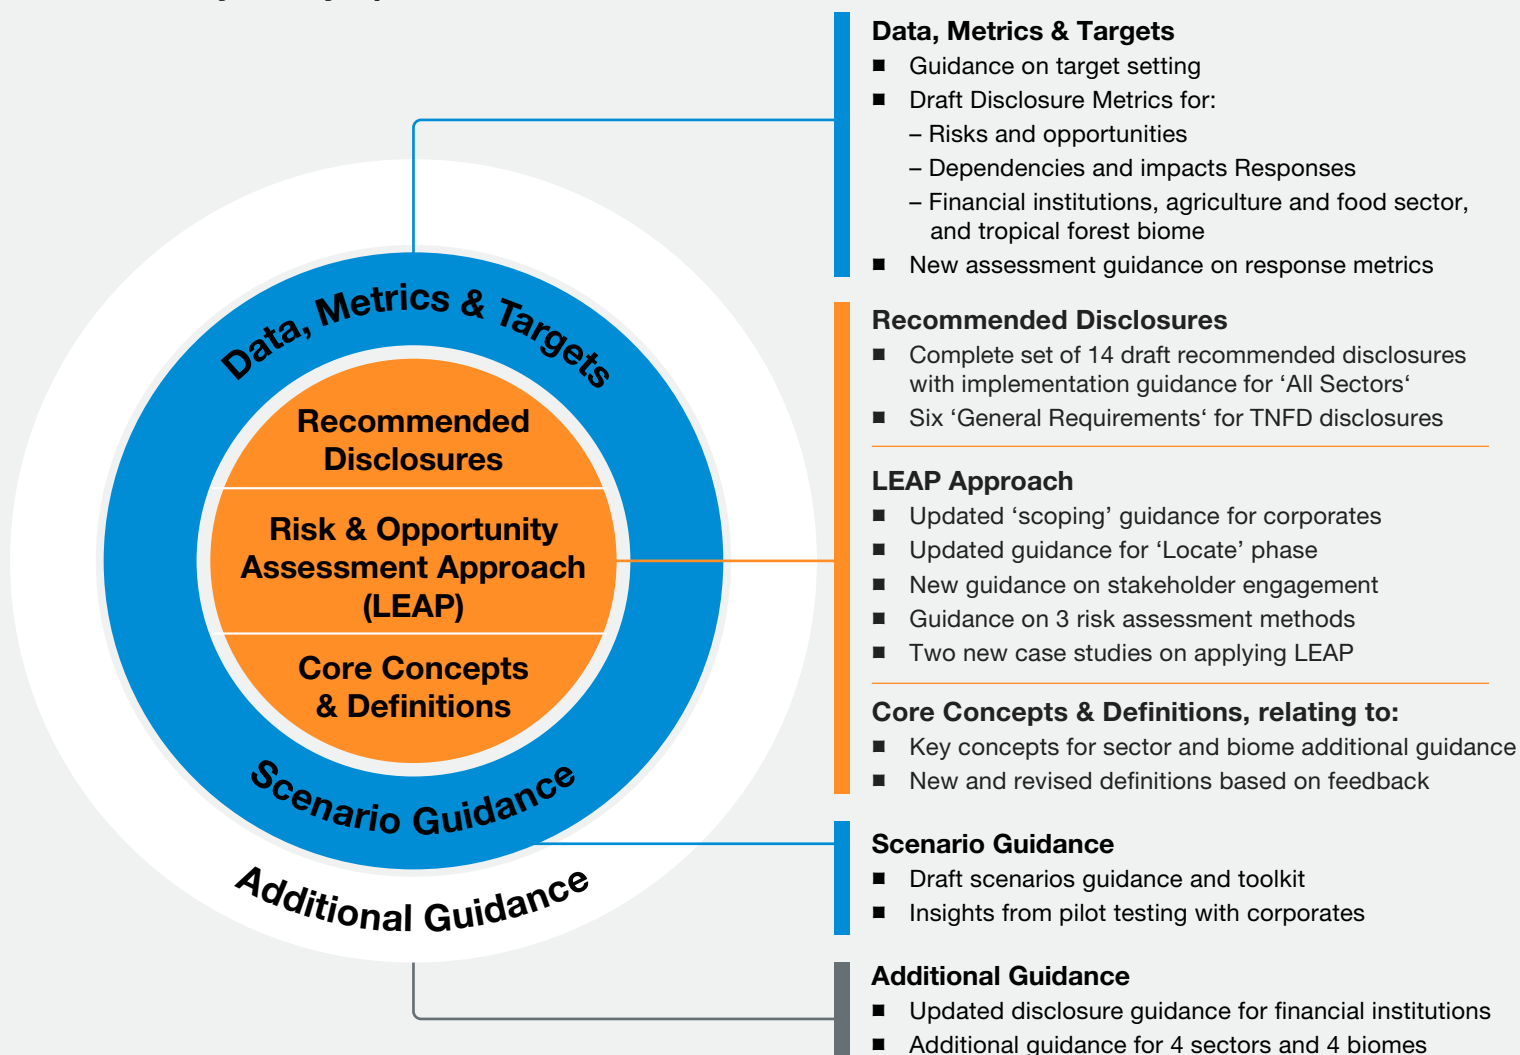 Data, Metrics & Targets
Recommended
Disclosures
Risk & Opportunity
Assessment Approach
(LEAP)
Core Concepts
& Definitions
Scenario Guidance
Additional Guidance
Data, Metrics & Targets
■ Guidance on target setting
■ Draft Disclosure Metrics for:
– Risks and opportunities
– Dependencies and impacts Responses
– Financial institutions, agriculture and food sector,
and tropical forest biome
■ New assessment guidance on response metrics
Recommended Disclosures
■ Complete set of 14 draft recommended disclosures
with implementation guidance for ‘All Sectors‘
■ Six ‘General Requirements‘ for TNFD disclosures
LEAP Approach
■ Updated ‘scoping’ guidance for corporates
■ Updated guidance for ‘Locate’ phase
■ New guidance on stakeholder engagement
■ Guidance on 3 risk assessment methods
■ Two new case studies on applying LEAP
Core Concepts & Definitions, relating to:
■ Key concepts for sector and biome additional guidance
■ New and revised definitions based on feedback
Scenario Guidance
■ Draft scenarios guidance and toolkit
■ Insights from pilot testing with corporates
Additional Guidance
■ Updated disclosure guidance for financial institutions
■ Additional guidance for 4 sectors and 4 biomes